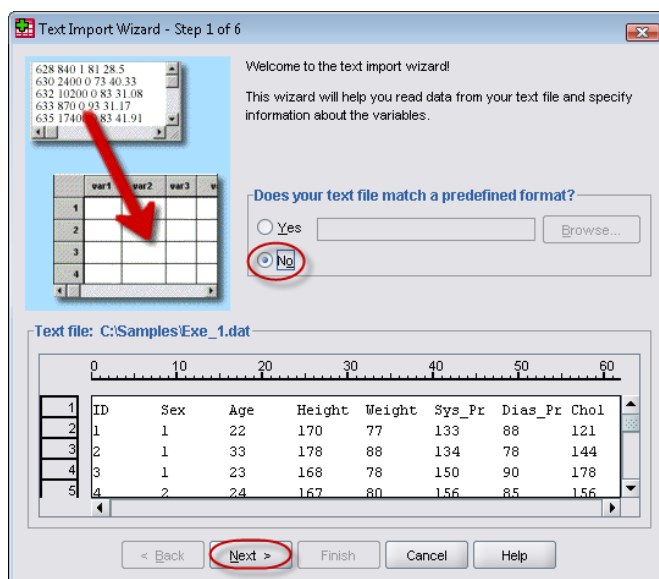 Text Import Wizard - Step 1 of 6
628 840 1 81 28.5
630 2400 0 73 40.33
632 10200 0 83 31.08
633 870 0 93 31.17
635 1740 83 41.91
var1 var2 var3 v
1
2
3
4
Welcome to the text import wizard!
This wizard will help you read data from your text file and specify
information about the variables.
Does your text file match a predefined format?
Yes
Browse...
No
Text file: C:\Samples\Exe_1.dat
0 10 20 30 40 50 60
1 ID Sex Age Height Weight Sys_Pr Dias_Pr Chol
2 1 1 22 170 77 133 88 121
3 2 1 33 178 88 134 78 144
4 3 1 23 168 78 150 90 178
5 4 2 24 167 80 156 85 156
< Back Next > Finish Cancel Help